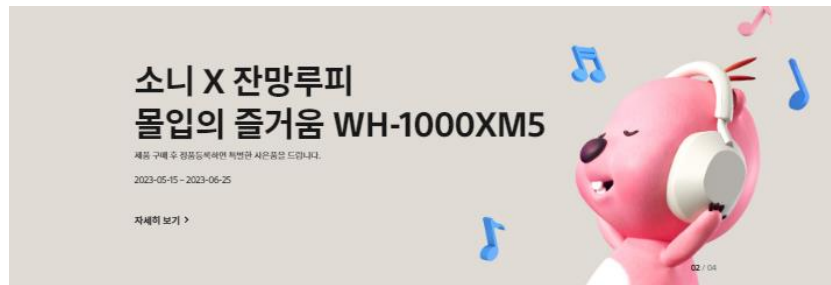 소니 X 잔망루피
몰입의 즐거움 WH-1000XM5
제품 구매 후 정품등록하면 특별한 사은품을 드립니다.
2023-05-15 – 2023-06-25
자세히 보기 >
02 / 04